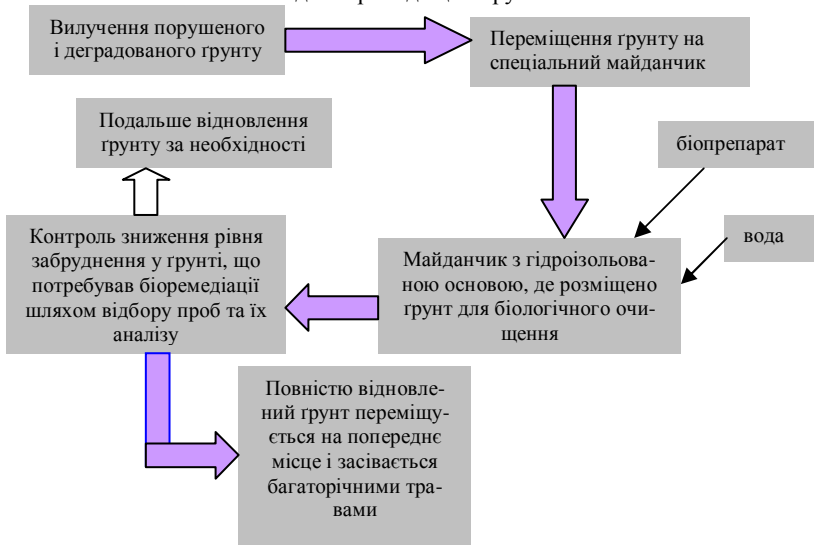 Вилучення порушеного
і деградованого ґрунту
Переміщення ґрунту на
спеціальний майданчик
Подальше відновлення
ґрунту за необхідності
біопрепарат
вода
Контроль зниження рівня
забруднення у ґрунті, що
потребував біоремедіації
шляхом відбору проб та їх
аналізу
Майданчик з гідроізольова-
ною основою, де розміщено
ґрунт для біологічного очи-
щення
Повністю відновле-
ний ґрунт переміщу-
ється на попереднє
місце і засівається
багаторічними тра-
вами